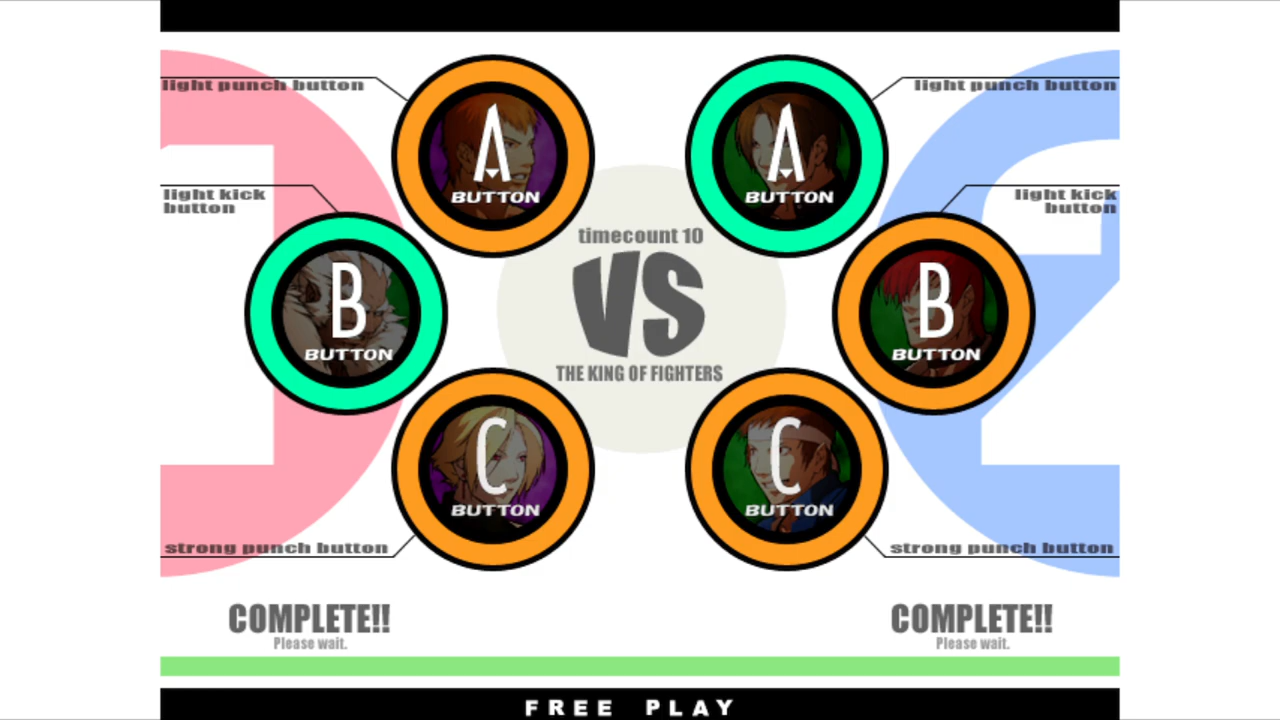 light punch button
A
BUTTON
A
BUTTON
light punch button
light kick
button
B
BUTTON
timecount 10
VS
THE KING OF FIGHTERS
light kick
button
B
BUTTON
C
BUTTON
C
BUTTON
strong punch button
strong punch button
COMPLETE!!
Please wait.
COMPLETE!!
Please wait.
FREE PLAY
1
2